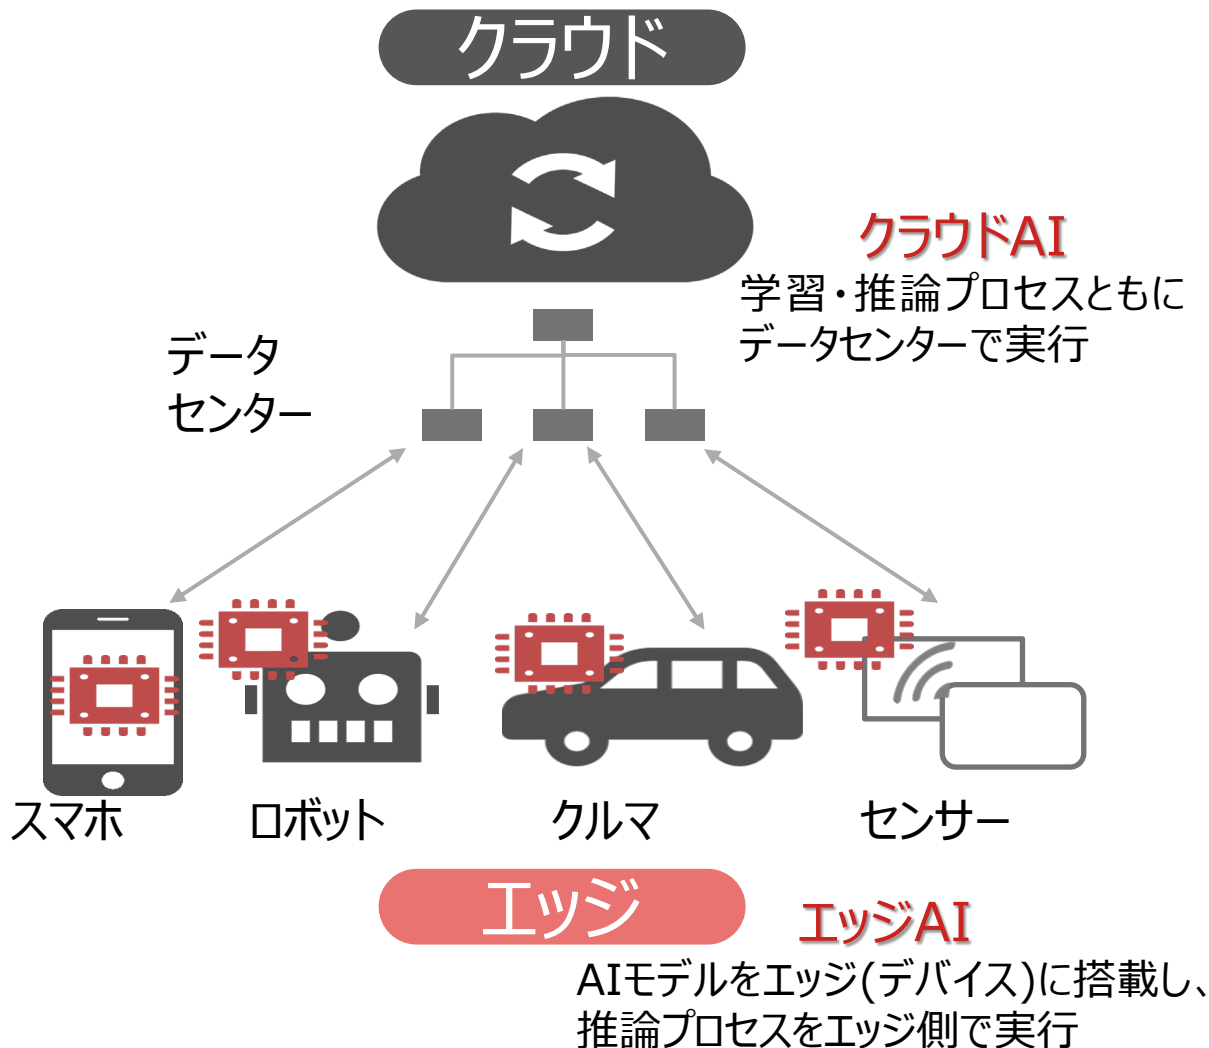 クラウド
クラウドAI
学習・推論プロセスともに
データセンターで実行
データ
センター
スマホ
ロボット
クルマ
センサー
エッジ
エッジAI
AIモデルをエッジ(デバイス)に搭載し、
推論プロセスをエッジ側で実行